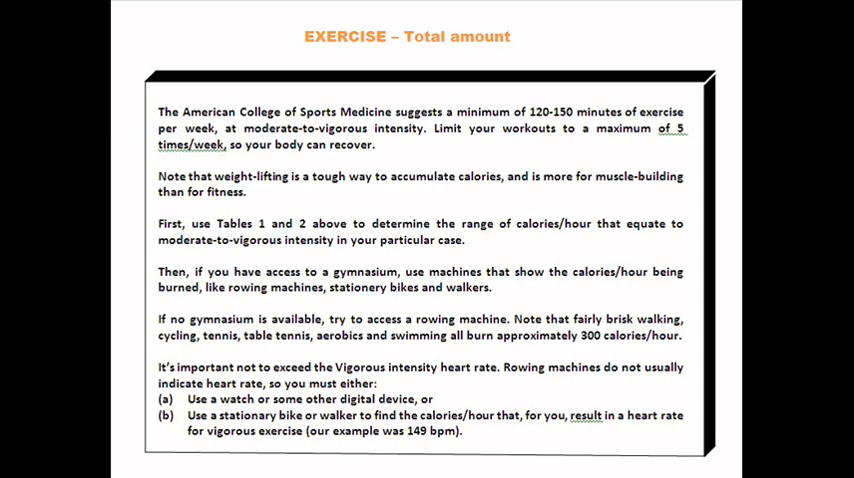 EXERCISE – Total amount
The American College of Sports Medicine suggests a minimum of 120-150 minutes of exercise
per week, at moderate-to-vigorous intensity. Limit your workouts to a maximum of 5
times/week, so your body can recover.
Note that weight-lifting is a tough way to accumulate calories, and is more for muscle-building
than for fitness.
First, use Tables 1 and 2 above to determine the range of calories/hour that equate to
moderate-to-vigorous intensity in your particular case.
Then, if you have access to a gymnasium, use machines that show the calories/hour being
burned, like rowing machines, stationery bikes and walkers.
If no gymnasium is available, try to access a rowing machine. Note that fairly brisk walking,
cycling, tennis, table tennis, aerobics and swimming all burn approximately 300 calories/hour.
It's important not to exceed the Vigorous intensity heart rate. Rowing machines do not usually
indicate heart rate, so you must either:
(a) Use a watch or some other digital device, or
(b) Use a stationary bike or walker to find the calories/hour that, for you, result in a heart rate
for vigorous exercise (our example was 149 bpm).